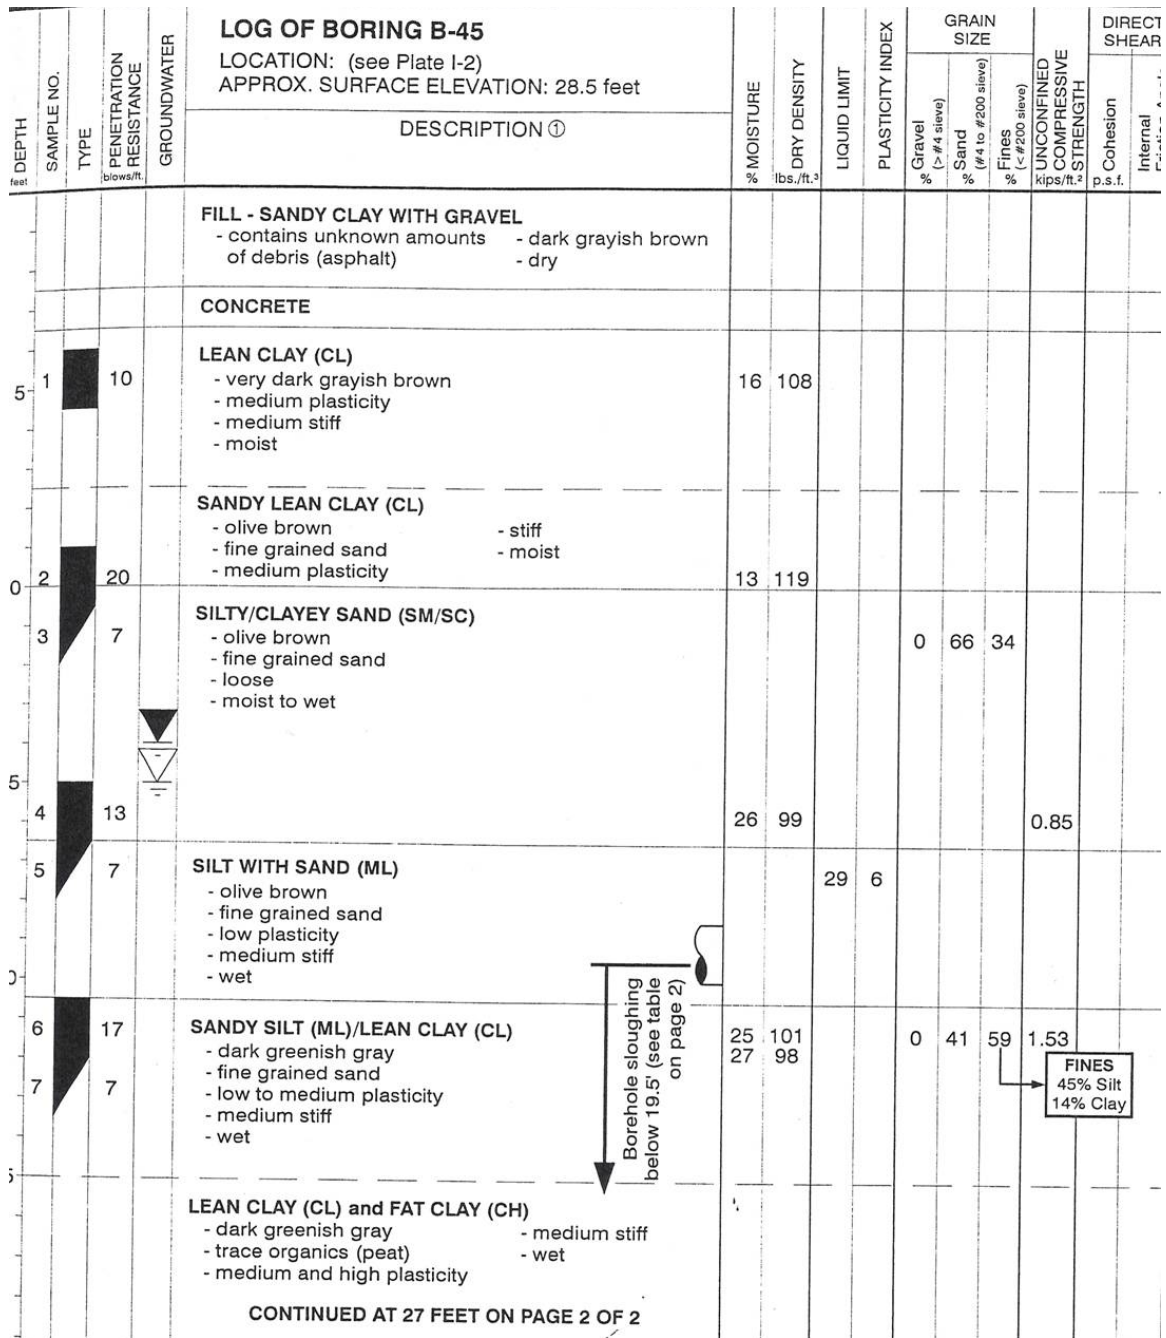 LOG OF BORING B-45
LOCATION: (see Plate I-2)
APPROX. SURFACE ELEVATION: 28.5 feet
DESCRIPTION ①
DEPTH
feet
SAMPLE NO.
TYPE
PENETRATION
RESISTANCE
blows/ft.
GROUNDWATER
MOISTURE
%
DRY DENSITY
lbs./ft.³
LIQUID LIMIT
PLASTICITY INDEX
GRAIN
SIZE
Gravel
(>#4 sieve)
%
Sand
(#4 to #200 sieve)
%
Fines
(<#200 sieve)
%
UNCONFINED
COMPRESSIVE
STRENGTH
kips/ft.²
DIRECT
SHEAR
Cohesion
p.s.f.
Internal
FILL - SANDY CLAY WITH GRAVEL
- contains unknown amounts - dark grayish brown
of debris (asphalt) - dry
CONCRETE
LEAN CLAY (CL)
5 1 10 - very dark grayish brown 16 108
- medium plasticity
- medium stiff
- moist
SANDY LEAN CLAY (CL)
- olive brown - stiff
- fine grained sand - moist
0 2 20 - medium plasticity 13 119
SILTY/CLAYEY SAND (SM/SC)
3 7 - olive brown 0 66 34
- fine grained sand
- loose
- moist to wet
5
4 13 26 99 0.85
5 7 SILT WITH SAND (ML) 29 6
- olive brown
- fine grained sand
- low plasticity
- medium stiff
0 - wet
Borehole sloughing
below 19.5' (see table
on page 2)
6 17 SANDY SILT (ML)/LEAN CLAY (CL) 25 101 0 41 59 1.53
- dark greenish gray 27 98
- fine grained sand
7 7 - low to medium plasticity
- medium stiff
- wet
FINES
45% Silt
14% Clay
5
LEAN CLAY (CL) and FAT CLAY (CH)
- dark greenish gray - medium stiff
- trace organics (peat) - wet
- medium and high plasticity
CONTINUED AT 27 FEET ON PAGE 2 OF 2